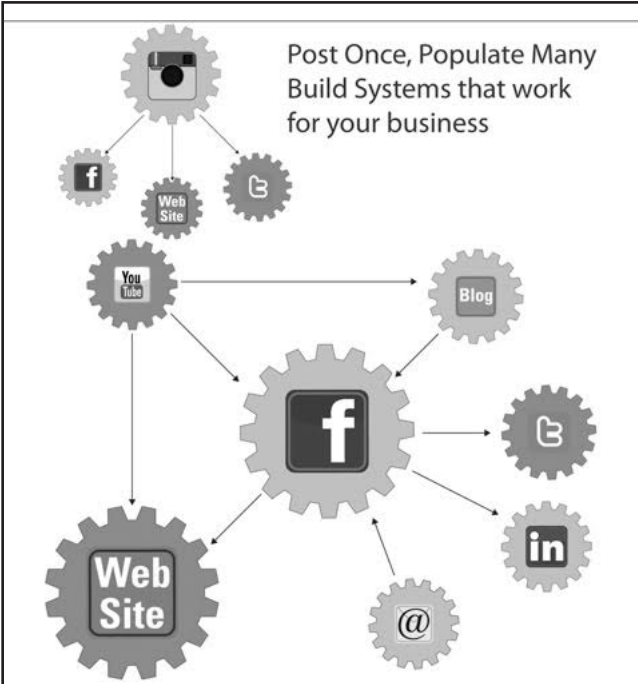 Post Once, Populate Many
Build Systems that work
for your business
f
Web
Site
t
You
Tube
Blog
f
t
in
Web
Site
@